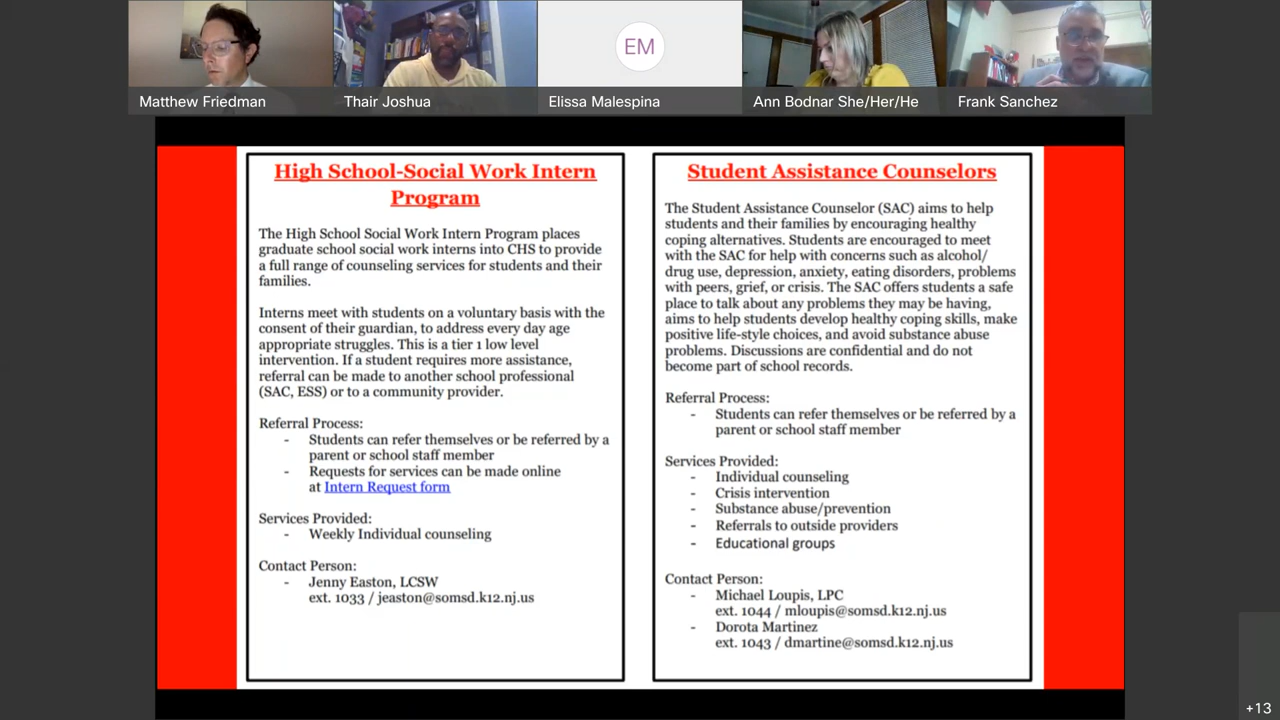 EM
Matthew Friedman
Thair Joshua
Elissa Malespina
Ann Bodnar She/Her/He
Frank Sanchez
High School-Social Work Intern
Program
The High School Social Work Intern Program places
graduate school social work interns into CHS to provide
a full range of counseling services for students and their
families.
Interns meet with students on a voluntary basis with the
consent of their guardian, to address every day age
appropriate struggles. This is a tier 1 low level
intervention. If a student requires more assistance,
referral can be made to another school professional
(SAC, ESS) or to a community provider.
Referral Process:
- Students can refer themselves or be referred by a
parent or school staff member
- Requests for services can be made online
at Intern Request form
Services Provided:
- Weekly Individual counseling
Contact Person:
- Jenny Easton, LCSW
ext. 1033 / jeaston@somsd.k12.nj.us
Student Assistance Counselors
The Student Assistance Counselor (SAC) aims to help
students and their families by encouraging healthy
coping alternatives. Students are encouraged to meet
with the SAC for help with concerns such as alcohol/
drug use, depression, anxiety, eating disorders, problems
with peers, grief, or crisis. The SAC offers students a safe
place to talk about any problems they may be having,
aims to help students develop healthy coping skills, make
positive life-style choices, and avoid substance abuse
problems. Discussions are confidential and do not
become part of school records.
Referral Process:
- Students can refer themselves or be referred by a
parent or school staff member
Services Provided:
- Individual counseling
- Crisis intervention
- Substance abuse/prevention
- Referrals to outside providers
- Educational groups
Contact Person:
- Michael Loupis, LPC
ext. 1044 / mloupis@somsd.k12.nj.us
- Dorota Martinez
ext. 1043 / dmartine@somsd.k12.nj.us
+13